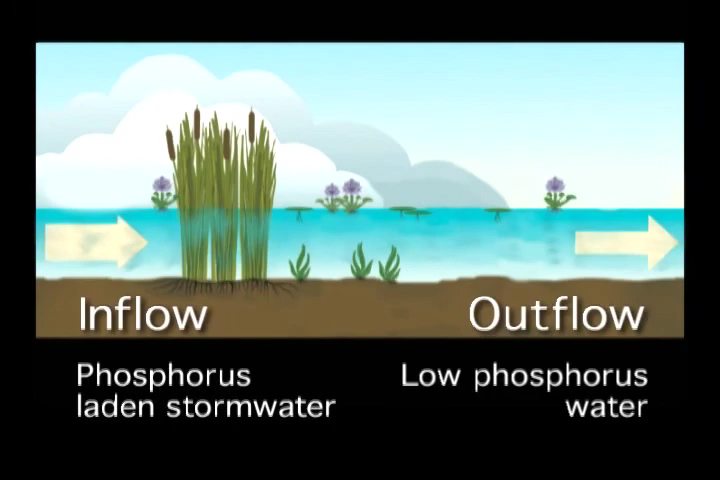 Inflow
Outflow
Phosphorus
laden stormwater
Low phosphorus
water